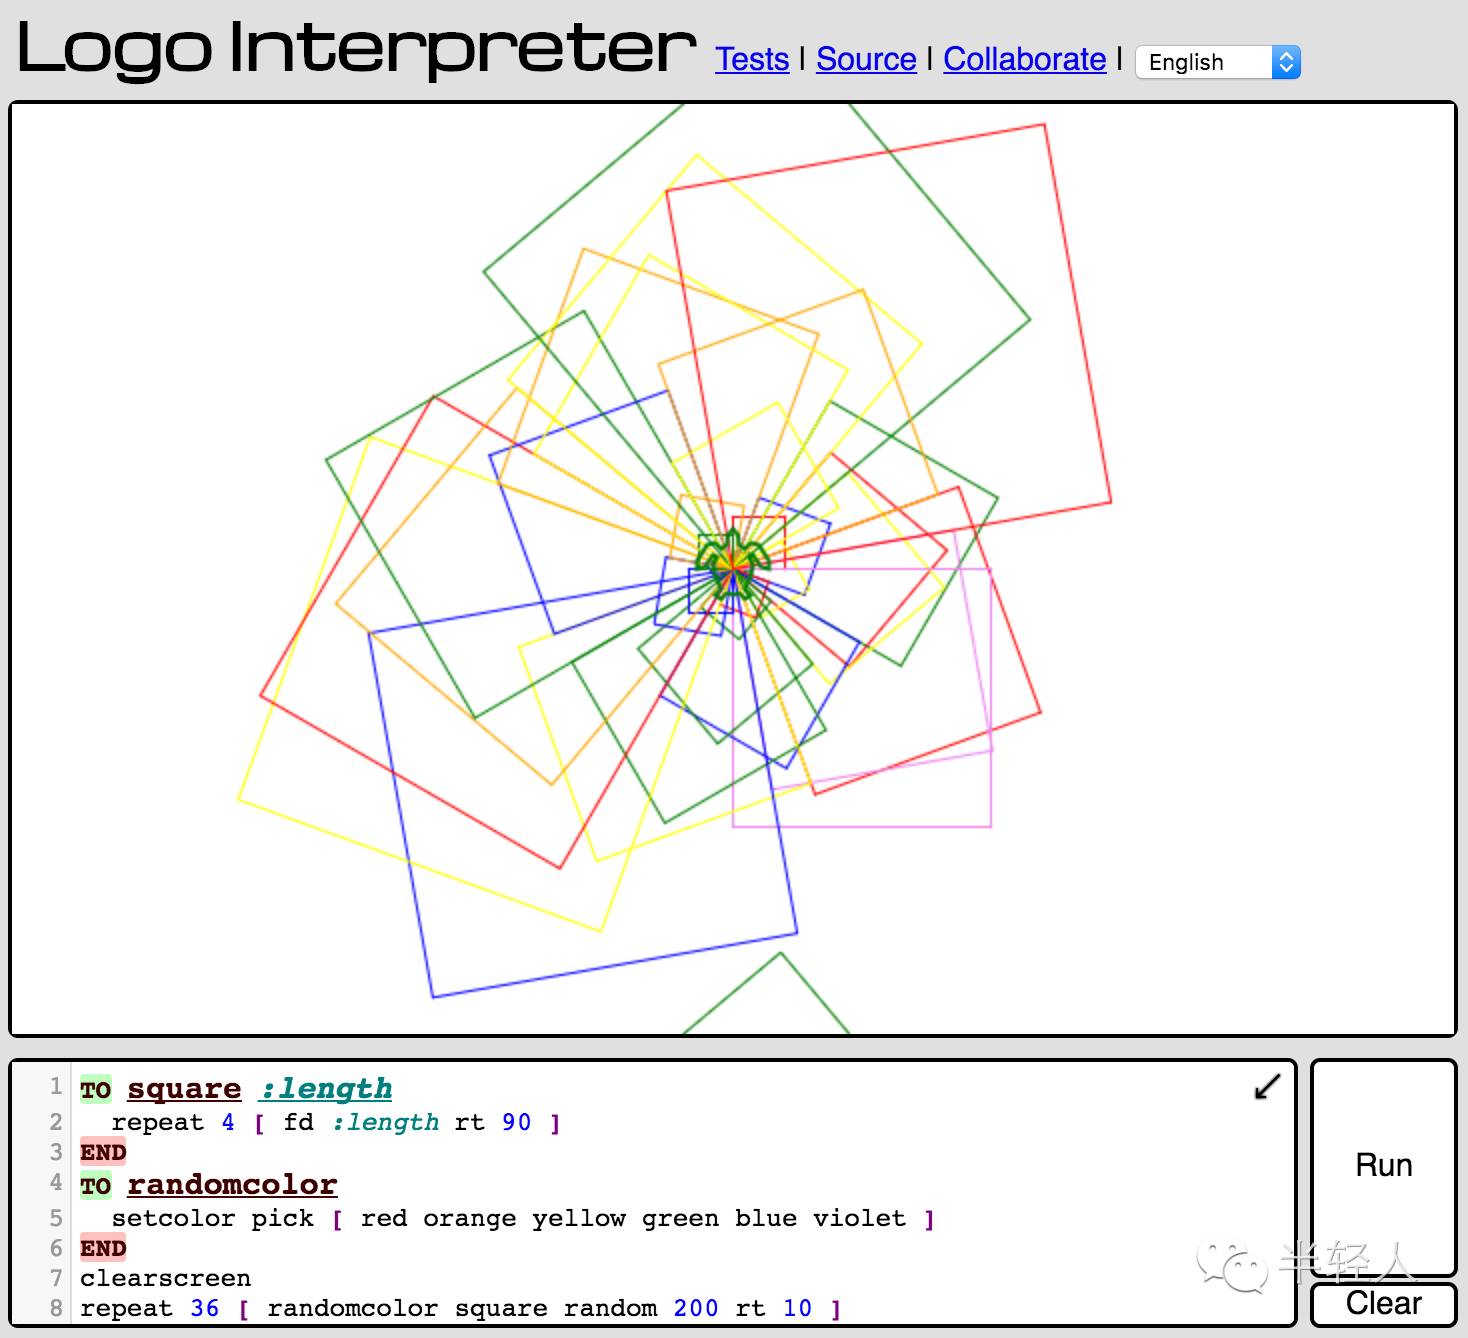 Logo Interpreter Tests | Source | Collaborate | English
1 TO square :length
2 repeat 4 [ fd :length rt 90 ]
3 END
4 TO randomcolor
5 setcolor pick [ red orange yellow green blue violet ]
6 END
7 clearscreen
8 repeat 36 [ randomcolor square random 200 rt 10 ]
Run
半轻人
Clear